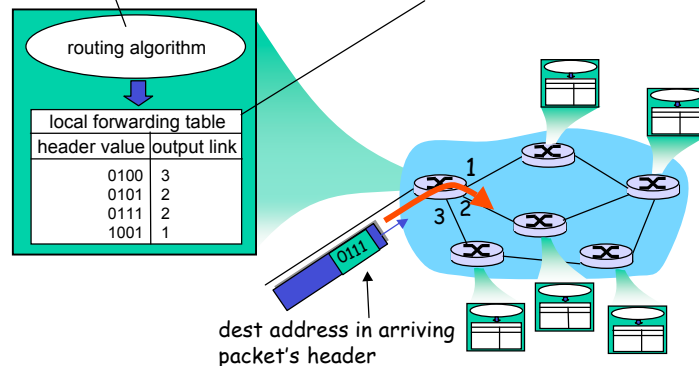 routing algorithm
local forwarding table
header value output link
0100 3
0101 2
0111 2
1001 1
1
2
3
0111
dest address in arriving
packet's header